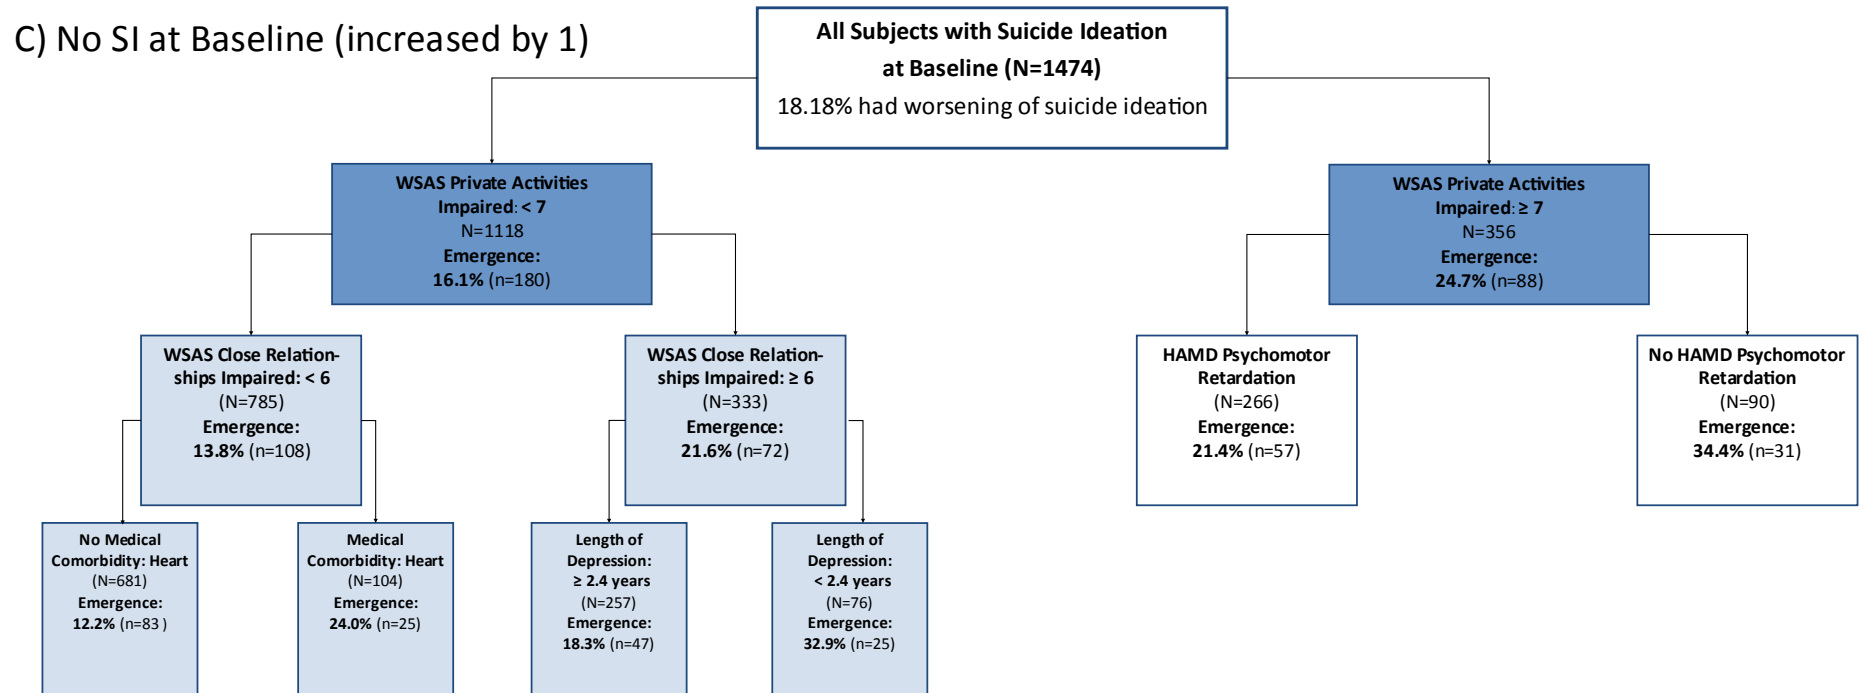 C) No SI at Baseline (increased by 1)
All Subjects with Suicide Ideation
at Baseline (N=1474)
18.18% had worsening of suicide ideation
WSAS Private Activities
Impaired: < 7
N=1118
Emergence:
16.1% (n=180)
WSAS Private Activities
Impaired: ≥ 7
N=356
Emergence:
24.7% (n=88)
WSAS Close Relation-
ships Impaired: < 6
(N=785)
Emergence:
13.8% (n=108)
WSAS Close Relation-
ships Impaired: ≥ 6
(N=333)
Emergence:
21.6% (n=72)
HAMD Psychomotor
Retardation
(N=266)
Emergence:
21.4% (n=57)
No HAMD Psychomotor
Retardation
(N=90)
Emergence:
34.4% (n=31)
No Medical
Comorbidity: Heart
(N=681)
Emergence:
12.2% (n=83 )
Medical
Comorbidity: Heart
(N=104)
Emergence:
24.0% (n=25)
Length of
Depression:
≥ 2.4 years
(N=257)
Emergence:
18.3% (n=47)
Length of
Depression:
< 2.4 years
(N=76)
Emergence:
32.9% (n=25)